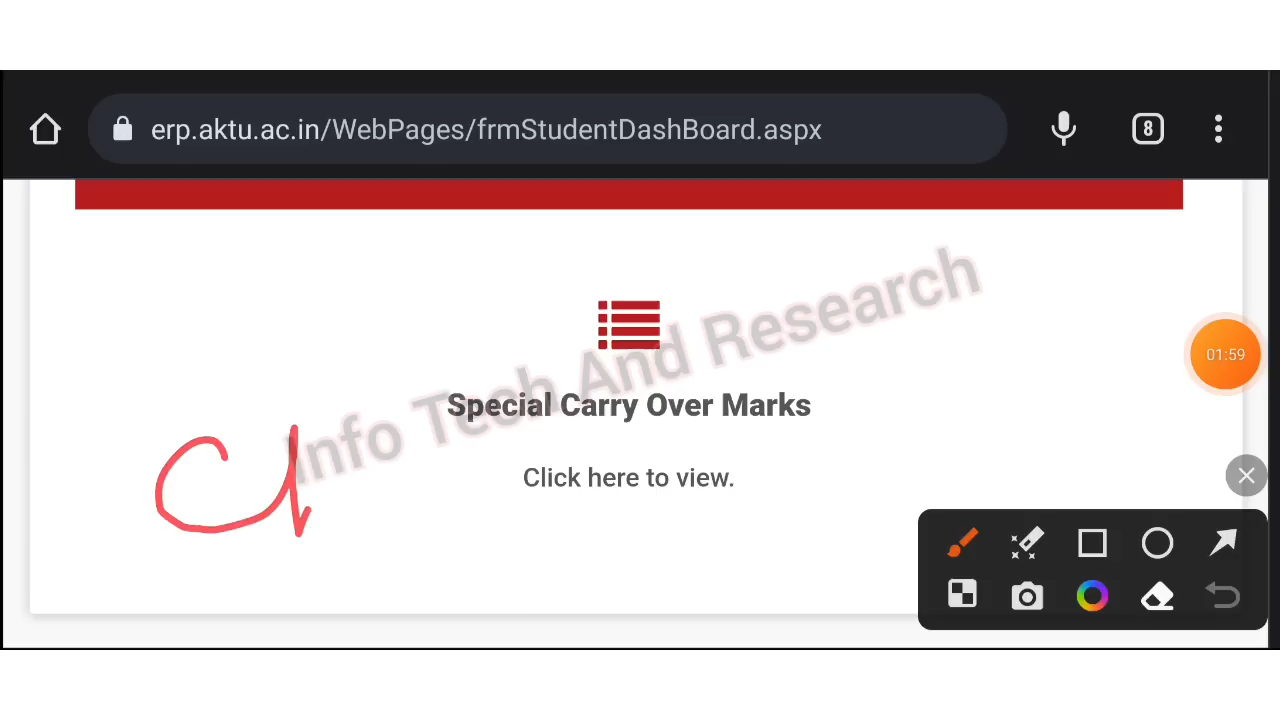 erp.aktu.ac.in/WebPages/frmStudentDashBoard.aspx
8
Info Tech And Research
Special Carry Over Marks
01:59
Click here to view.